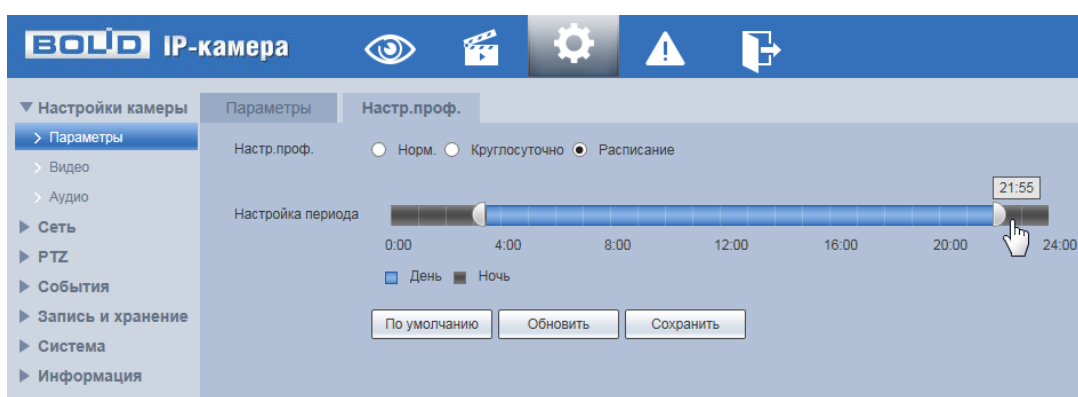 BOLID IP-камера
Настройки камеры
Параметры
Видео
Аудио
Сеть
PTZ
События
Запись и хранение
Система
Информация
Параметры Настр.проф.
Настр.проф. Норм. Круглосуточно Расписание
21:55
Настройка периода
0:00 4:00 8:00 12:00 16:00 20:00 24:00
День Ночь
По умолчанию Обновить Сохранить